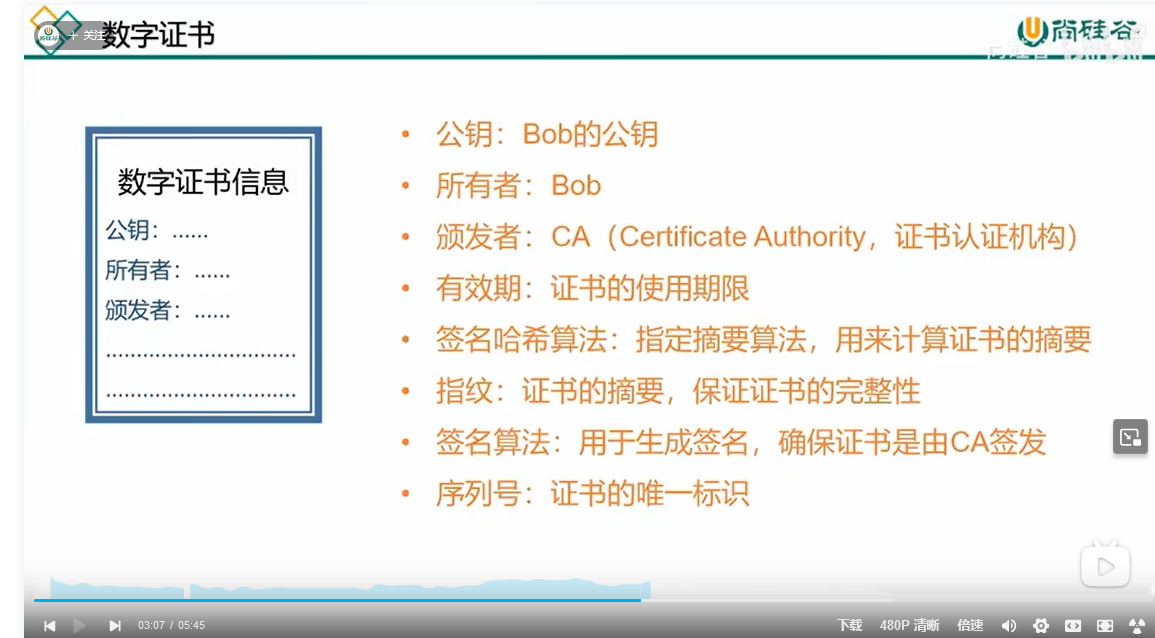 + 关注
数字证书
尚硅谷
数字证书信息
公钥：......
所有者：......
颁发者：......
...............................
...............................
• 公钥：Bob的公钥
• 所有者：Bob
• 颁发者：CA（Certificate Authority，证书认证机构）
• 有效期：证书的使用期限
• 签名哈希算法：指定摘要算法，用来计算证书的摘要
• 指纹：证书的摘要，保证证书的完整性
• 签名算法：用于生成签名，确保证书是由CA签发
• 序列号：证书的唯一标识
03:07 / 05:45
下载
480P 清晰
倍速